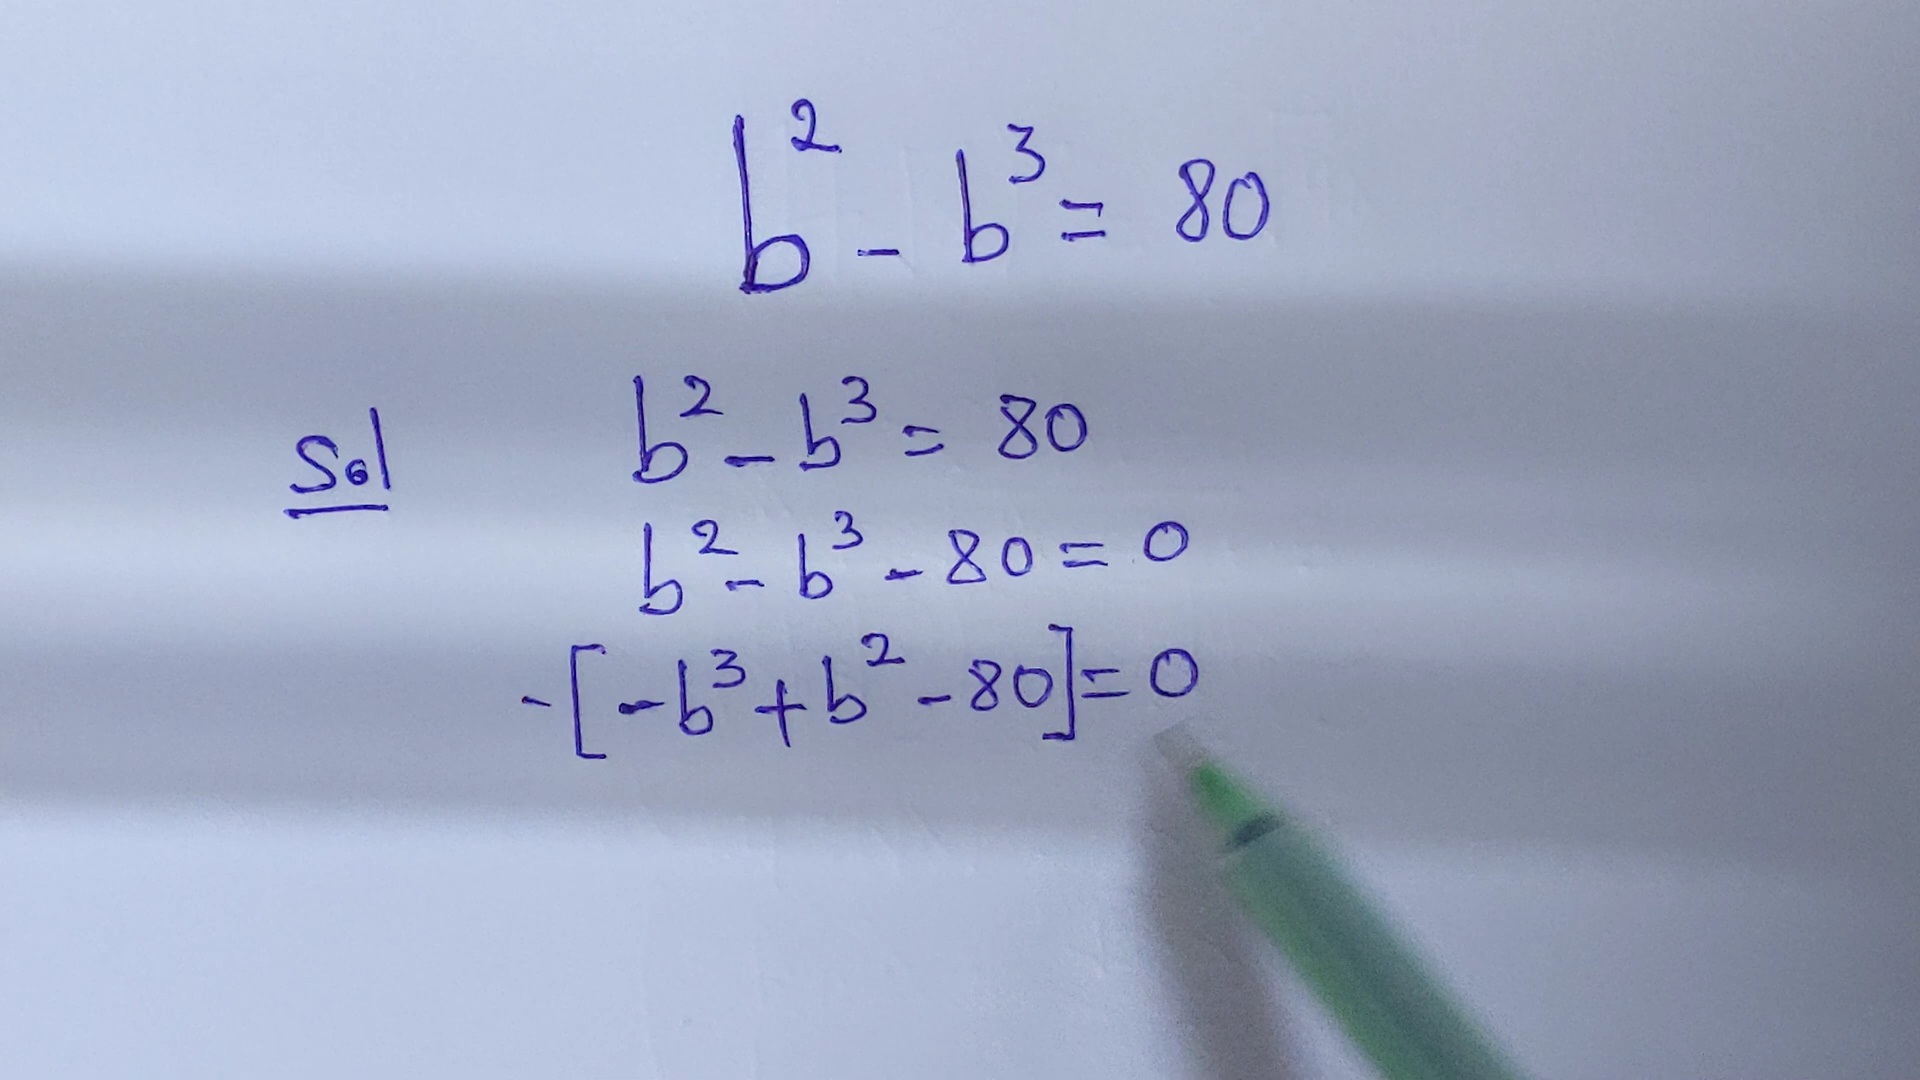 b² - b³ = 80
Sol b² - b³ = 80
b² - b³ - 80 = 0
-[-b³ + b² - 80] = 0